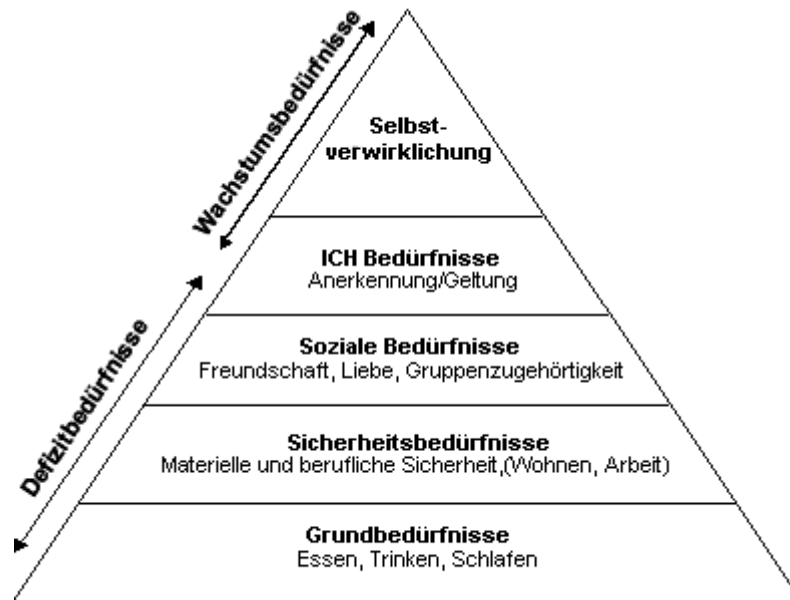 Wachstumsbedürfnisse
Defizitbedürfnisse
Selbst-
verwirklichung
ICH Bedürfnisse
Anerkennung/Geltung
Soziale Bedürfnisse
Freundschaft, Liebe, Gruppenzugehörtigkeit
Sicherheitsbedürfnisse
Materielle und berufliche Sicherheit,(Wohnen, Arbeit)
Grundbedürfnisse
Essen, Trinken, Schlafen